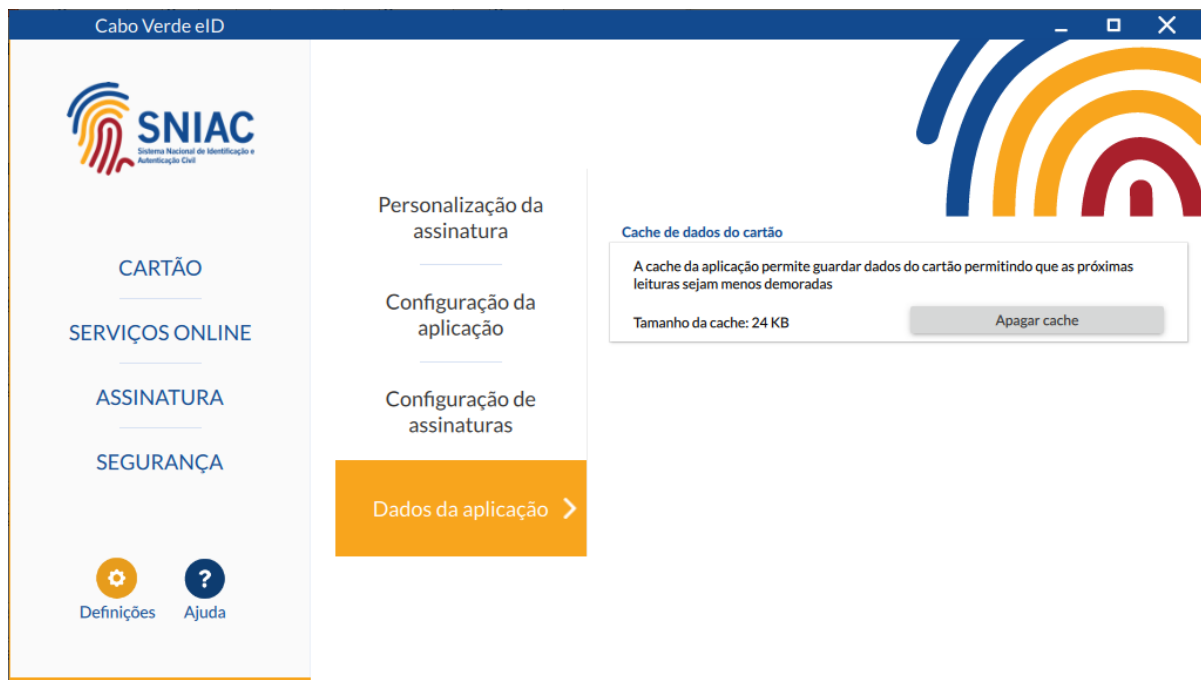 Cabo Verde eID
SNIAC
Sistema Nacional de Identificação e
Autenticação Civil
CARTÃO
SERVIÇOS ONLINE
ASSINATURA
SEGURANÇA
?
Definições
Ajuda
Personalização da
assinatura
Configuração da
aplicação
Configuração de
assinaturas
Dados da aplicação
Cache de dados do cartão
A cache da aplicação permite guardar dados do cartão permitindo que as próximas
leituras sejam menos demoradas
Tamanho da cache: 24 KB
Apagar cache